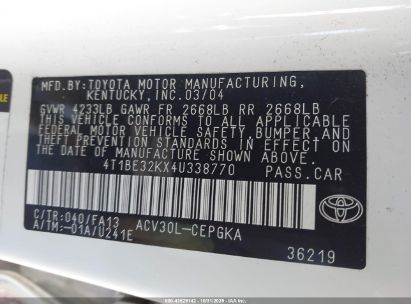 MFD.BY:TOYOTA MOTOR MANUFACTURING,
KENTUCKY, INC. 03/04
GVWR 4233LB GAWR FR 2668LB RR 2668LB
THIS VEHICLE CONFORMS TO ALL APPLICABLE
FEDERAL MOTOR VEHICLE SAFETY, BUMPER, AND
THEFT PREVENTION STANDARDS IN EFFECT ON
THE DATE OF MANUFACTURE SHOWN ABOVE.
4T1BE32KX4U338770 PASS.CAR
C/TR:040/FA13 ACV30L-CEPGKA
A/TM:-01A/U241E
TOYOTA
36219